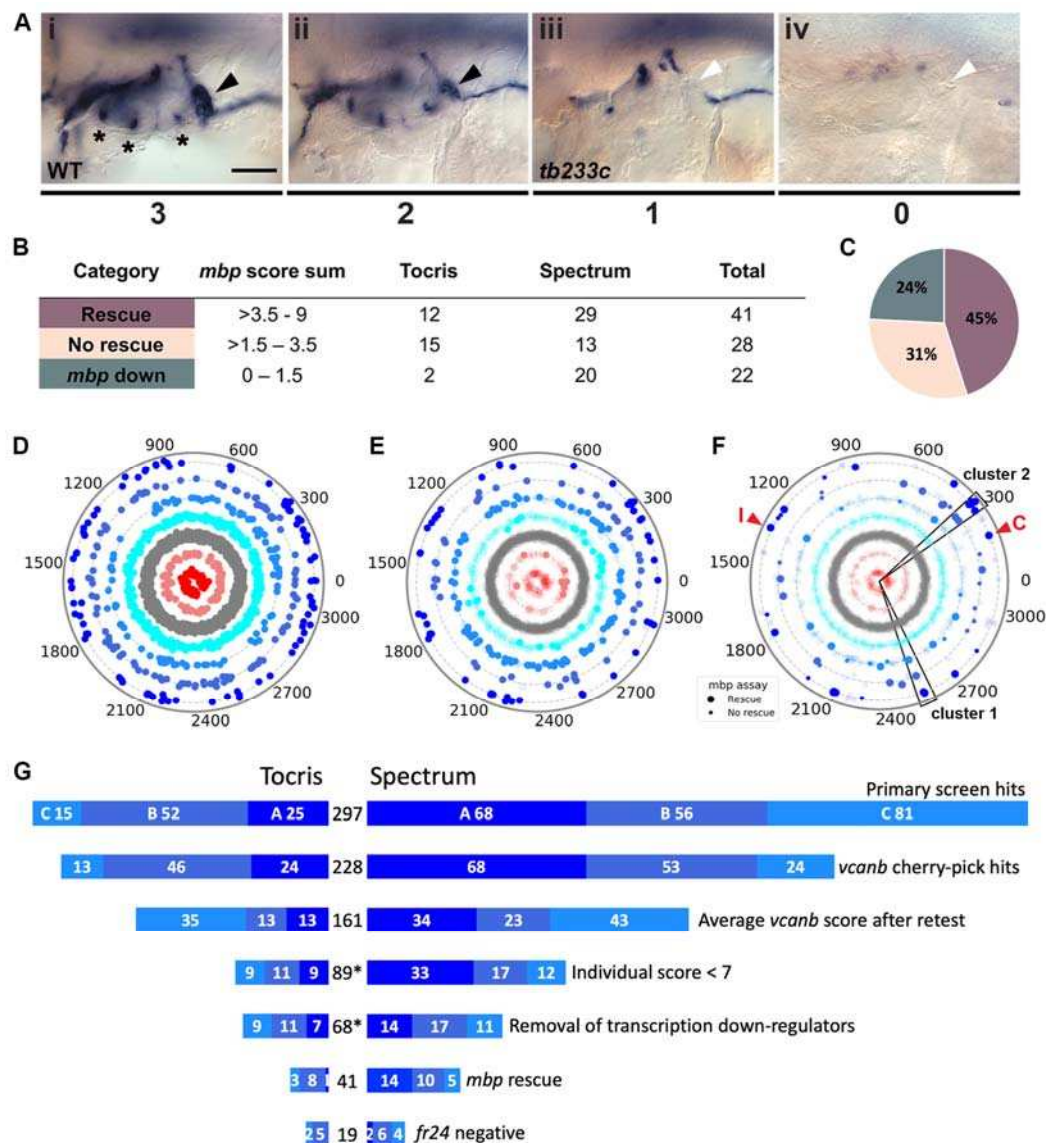 A
i
ii
iii
iv
* * *
WT
tb233c
3 2 1 0
B
Category mbp score sum Tocris Spectrum Total
Rescue >3.5 - 9 12 29 41
No rescue >1.5 – 3.5 15 13 28
mbp down 0 – 1.5 2 20 22
C
24%
45%
31%
D
900 600
1200 300
1500 0
1800 3000
2100 2400 2700
E
900 600
1200 300
1500 0
1800 3000
2100 2400 2700
F
900 600
cluster 2
1200 300
I C
1500 0
1800 3000
mbp assay
Rescue
No rescue
2100 2400 2700
cluster 1
G
Tocris Spectrum
Primary screen hits
C 15 B 52 A 25 297 A 68 B 56 C 81
13 46 24 228 68 53 24 vcanb cherry-pick hits
35 13 13 161 34 23 43 Average vcanb score after retest
9 11 9 89* 33 17 12 Individual score < 7
9 11 7 68* 14 17 11 Removal of transcription down-regulators
3 8 1 41 14 10 5 mbp rescue
2 5 19 2 6 4 fr24 negative